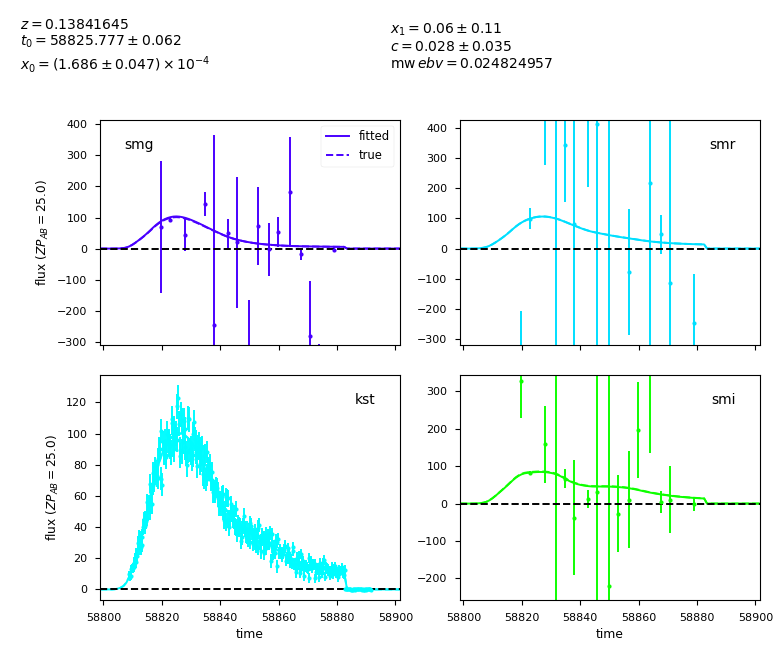 z = 0.13841645
t₀ = 58825.777 ± 0.062
x₀ = (1.686 ± 0.047) × 10⁻⁴
x₁ = 0.06 ± 0.11
c = 0.028 ± 0.035
mw ebv = 0.024824957
smg
fitted
true
400
300
200
100
0
−100
−200
−300
flux (ZP_AB = 25.0)
smr
400
300
200
100
0
−100
−200
−300
kst
120
100
80
60
40
20
0
flux (ZP_AB = 25.0)
58800 58820 58840 58860 58880 58900
time
smi
300
200
100
0
−100
−200
58800 58820 58840 58860 58880 58900
time